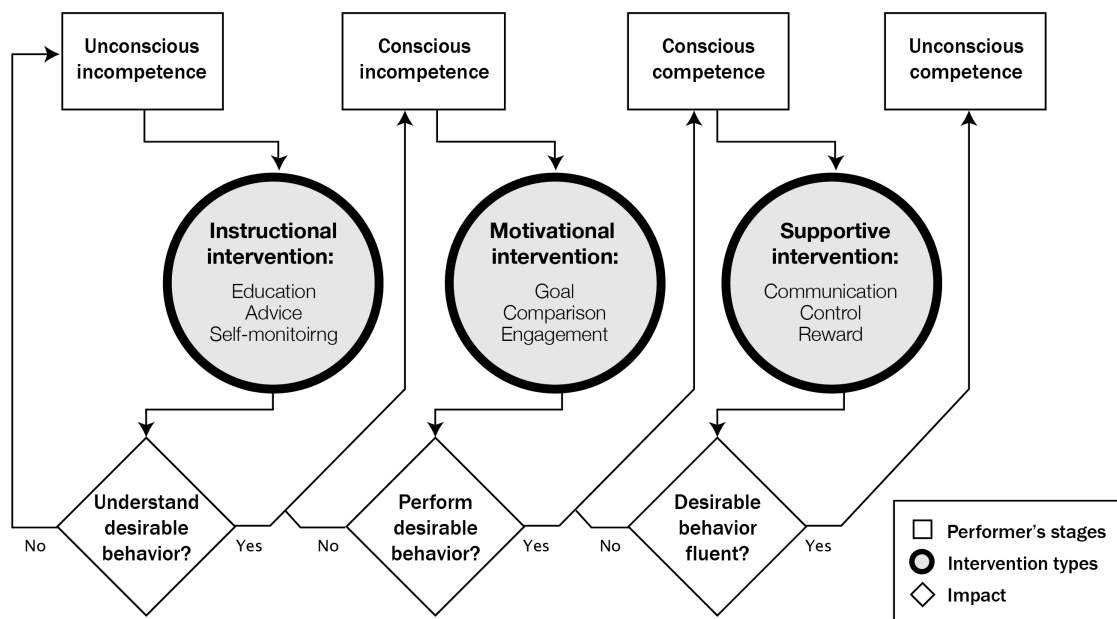 Unconscious
incompetence
Conscious
incompetence
Conscious
competence
Unconscious
competence
Instructional
intervention:
Education
Advice
Self-monitoirng
Motivational
intervention:
Goal
Comparison
Engagement
Supportive
intervention:
Communication
Control
Reward
Understand
desirable
behavior?
No
Yes
Perform
desirable
behavior?
No
Yes
Desirable
behavior
fluent?
No
Yes
Performer's stages
Intervention types
Impact